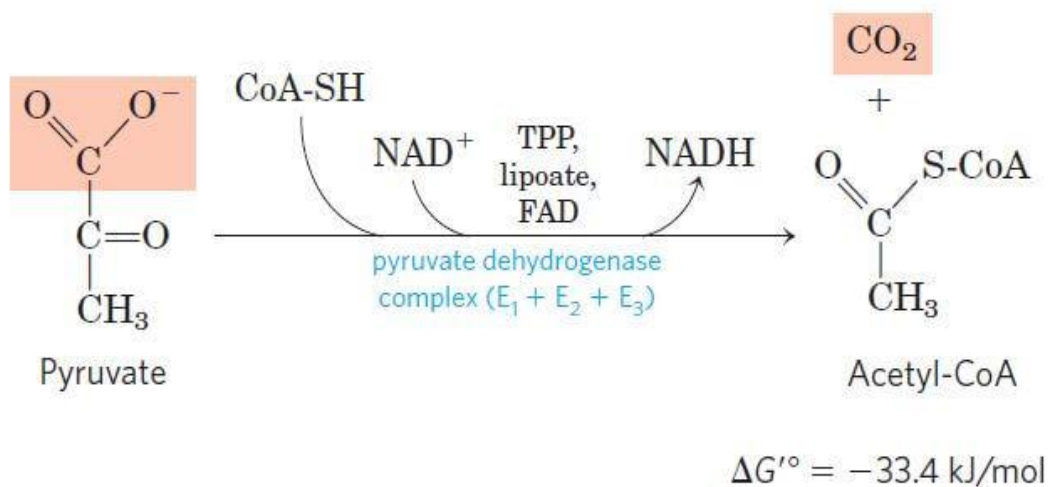 CO₂
+
O O⁻
C
C=O
CH₃
Pyruvate
CoA-SH
NAD⁺
TPP,
lipoate,
FAD
NADH
pyruvate dehydrogenase
complex (E₁ + E₂ + E₃)
O S-CoA
C
CH₃
Acetyl-CoA
ΔG′° = −33.4 kJ/mol